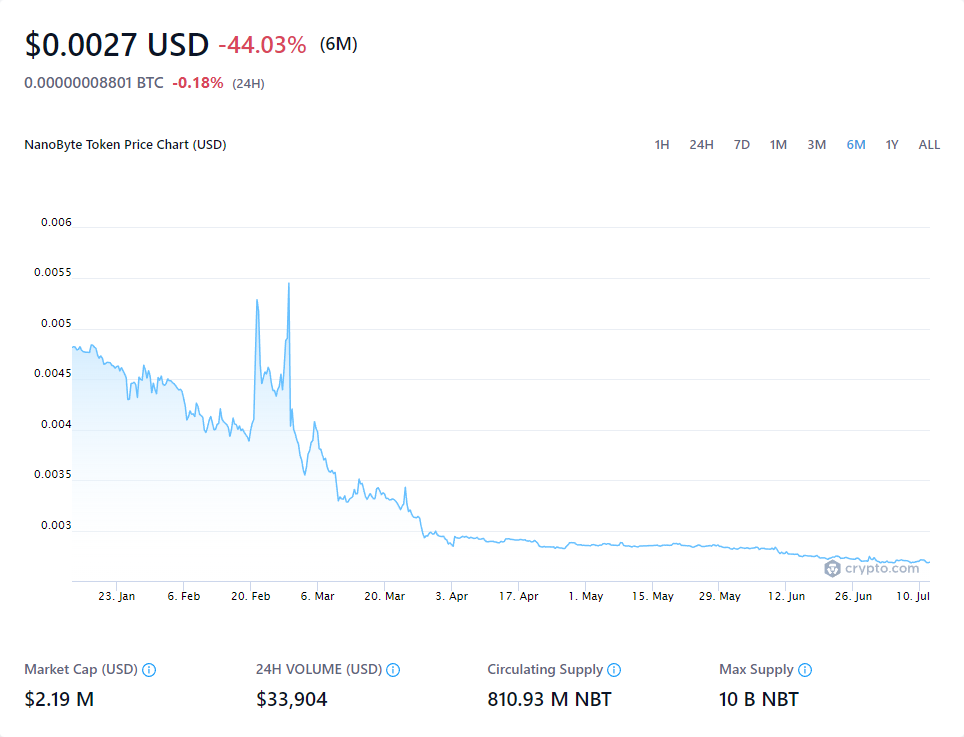 $0.0027 USD -44.03% (6M)
0.00000008801 BTC -0.18% (24H)
NanoByte Token Price Chart (USD) 1H 24H 7D 1M 3M 6M 1Y ALL
0.006
0.0055
0.005
0.0045
0.004
0.0035
0.003
crypto.com
23. Jan 6. Feb 20. Feb 6. Mar 20. Mar 3. Apr 17. Apr 1. May 15. May 29. May 12. Jun 26. Jun 10. Jul
Market Cap (USD) 24H VOLUME (USD) Circulating Supply Max Supply
$2.19 M $33,904 810.93 M NBT 10 B NBT